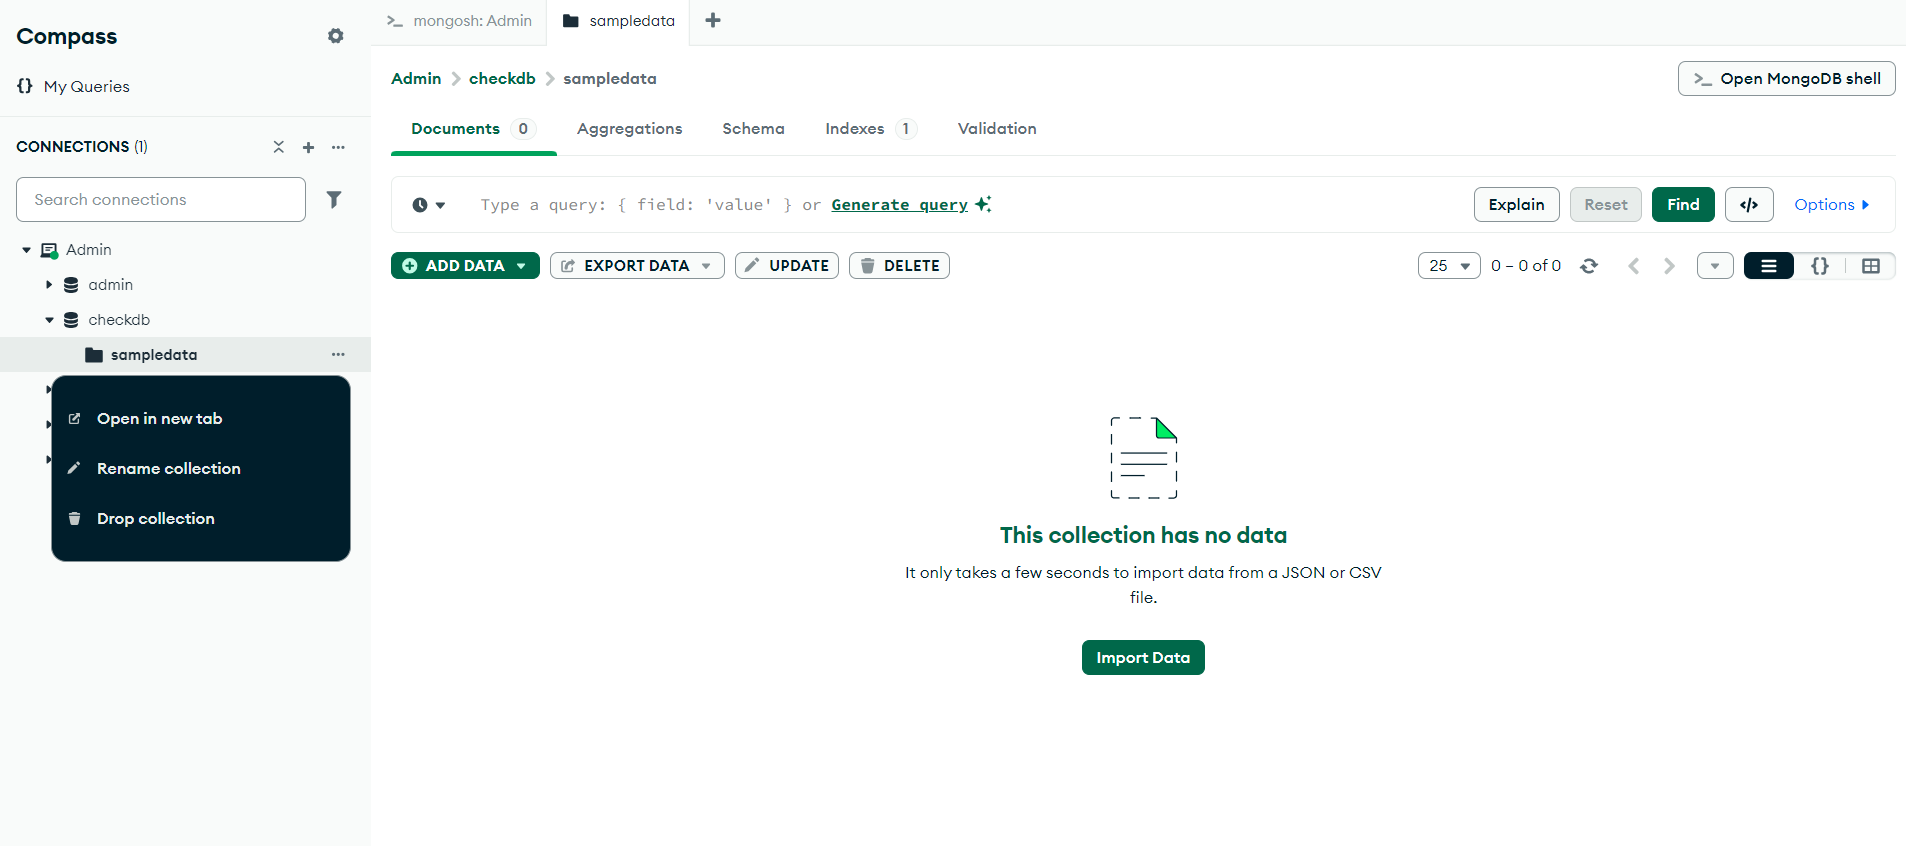 Compass
My Queries
CONNECTIONS (1)
Search connections
Admin
admin
checkdb
sampledata
Open in new tab
Rename collection
Drop collection
mongosh: Admin
sampledata
Admin > checkdb > sampledata
>_ Open MongoDB shell
Documents 0 Aggregations Schema Indexes 1 Validation
Type a query: { field: 'value' } or Generate query
Explain Reset Find </> Options
ADD DATA EXPORT DATA UPDATE DELETE
25 0 – 0 of 0 {}
This collection has no data
It only takes a few seconds to import data from a JSON or CSV
file.
Import Data